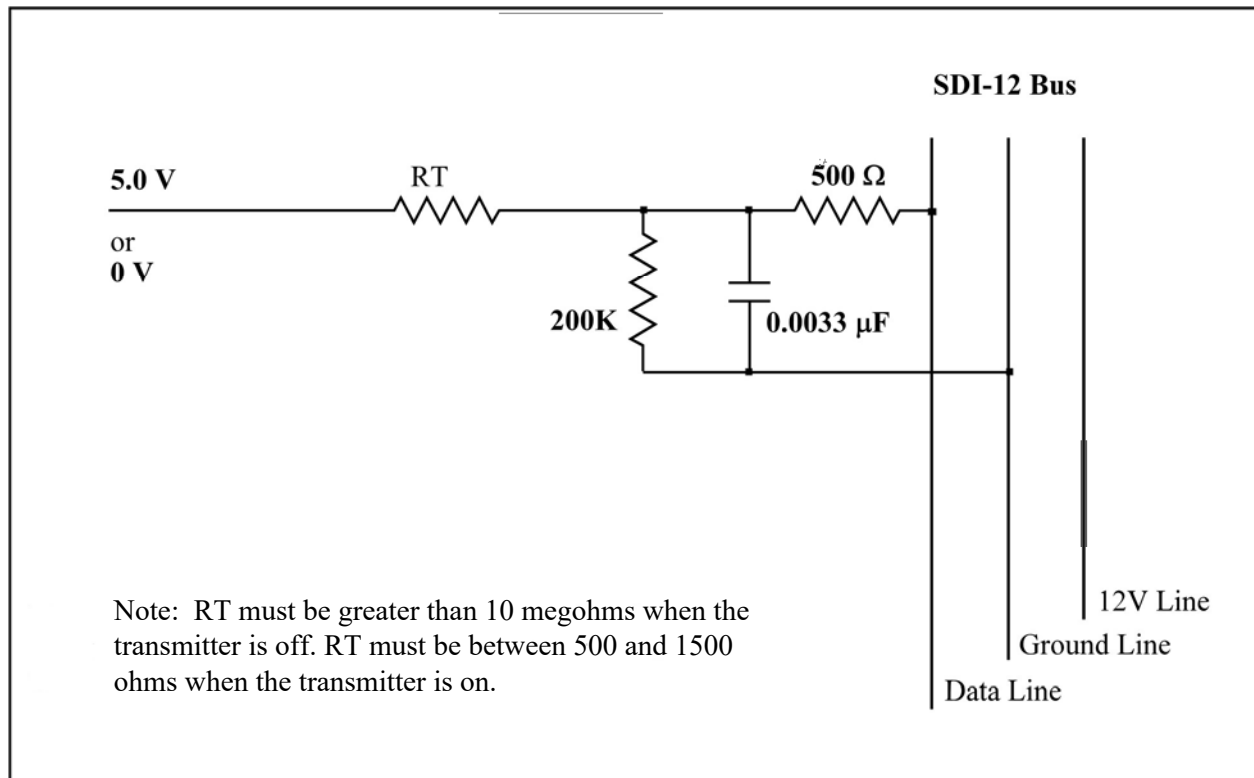 SDI-12 Bus
5.0 V
RT
500 Ω
or
0 V
200K
0.0033 μF
Note: RT must be greater than 10 megohms when the
transmitter is off. RT must be between 500 and 1500
ohms when the transmitter is on.
12V Line
Ground Line
Data Line